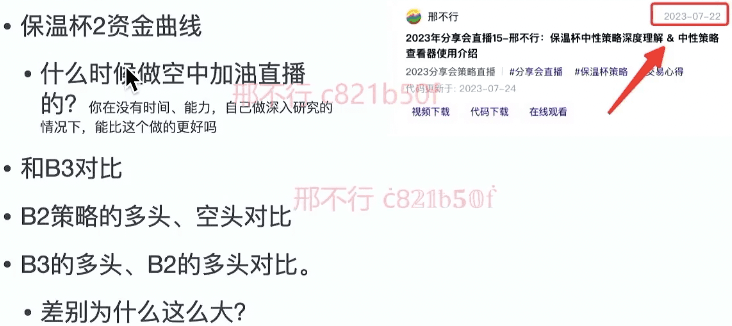 保温杯2资金曲线
什么时候做空中加油直播
的? 你在没有时间、能力，自己做深入研究的
情况下，能比这个做的更好吗
和B3对比
B2策略的多头、空头对比
B3的多头、B2的多头对比。
差别为什么这么大?
邢不行
2023-07-22
2022年分享会直播15-邢不行：保温杯中性策略深度理解 & 中性策略
查看器使用介绍
2023分享会策略直播 #分享会直播 #保温杯策略 交易心得
代码更新于: 2023-07-24
视频下载 代码下载 在线观看
邢不行 c821b50f
邢不行 c821b50f